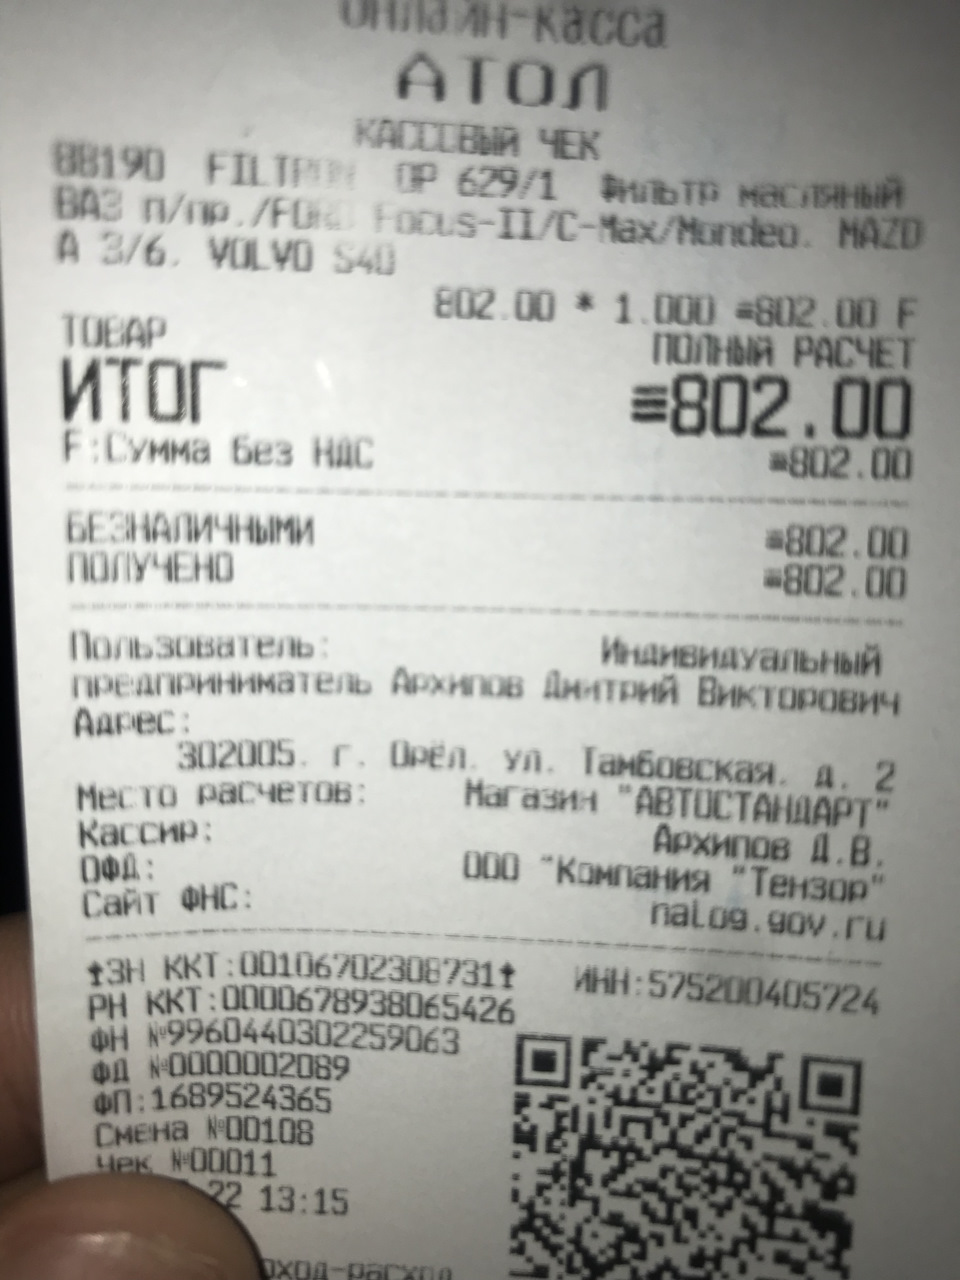 ОНЛАЙН-касса
АТОЛ
КАССОВЫЙ ЧЕК
88190 FILTRON OP 629/1 Фильтр масляный
ВАЗ п/пр./FORD Focus-II/C-Max/Mondeo. MAZD
A 3/6. VOLVO S40
802.00 * 1.000 =802.00 F
ТОВАР ПОЛНЫЙ РАСЧЕТ
ИТОГ =802.00
F:Сумма без НДС =802.00
БЕЗНАЛИЧНЫМИ =802.00
ПОЛУЧЕНО =802.00
Пользователь: Индивидуальный
предприниматель Архипов Дмитрий Викторович
Адрес:
302005. г. Орёл. ул. Тамбовская. д. 2
Место расчетов: Магазин "АВТОСТАНДАРТ"
Кассир: Архипов Д.В.
ОФД: ООО "Компания "Тензор"
Сайт ФНС: nalog.gov.ru
ЗН ККТ:00106702308731 ИНН:575200405724
РН ККТ:0000678938065426
ФН №9960440302259063
ФД №0000002089
ФП:1689524365
Смена №00108
Чек №00011
22 13:15